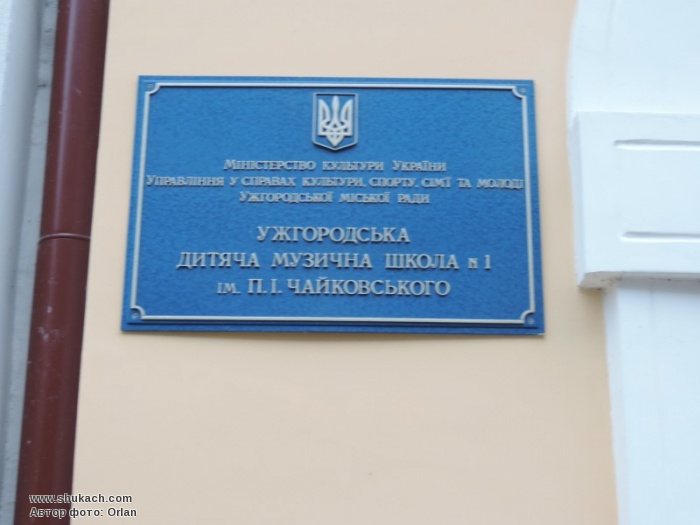 Міністерство культури України
Управління у справах культури, спорту, сім'ї та молоді
Ужгородської міської ради
УЖГОРОДСЬКА
ДИТЯЧА МУЗИЧНА ШКОЛА N 1
ІМ. П.І. ЧАЙКОВСЬКОГО
www.shukach.com
Автор фото: Orlan